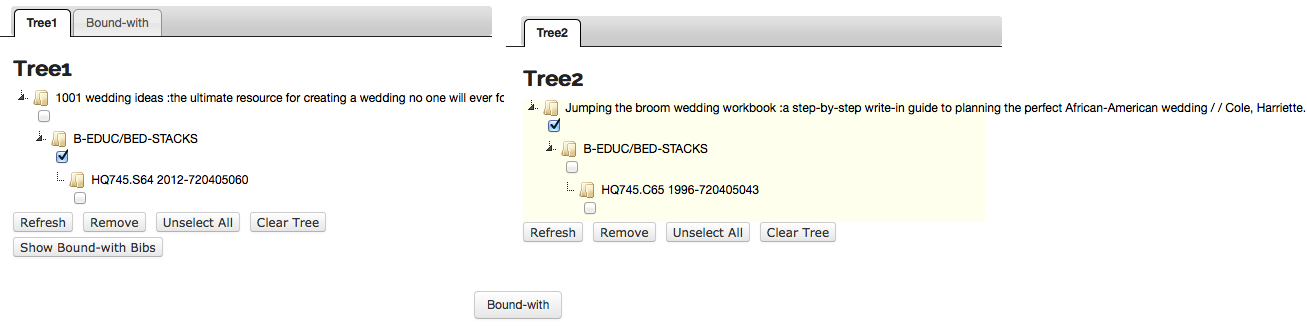 Tree1 Bound-with
Tree1
1001 wedding ideas :the ultimate resource for creating a wedding no one will ever fo
B-EDUC/BED-STACKS
HQ745.S64 2012-720405060
Refresh Remove Unselect All Clear Tree
Show Bound-with Bibs
Tree2
Tree2
Jumping the broom wedding workbook :a step-by-step write-in guide to planning the perfect African-American wedding / / Cole, Harriette.
B-EDUC/BED-STACKS
HQ745.C65 1996-720405043
Refresh Remove Unselect All Clear Tree
Bound-with